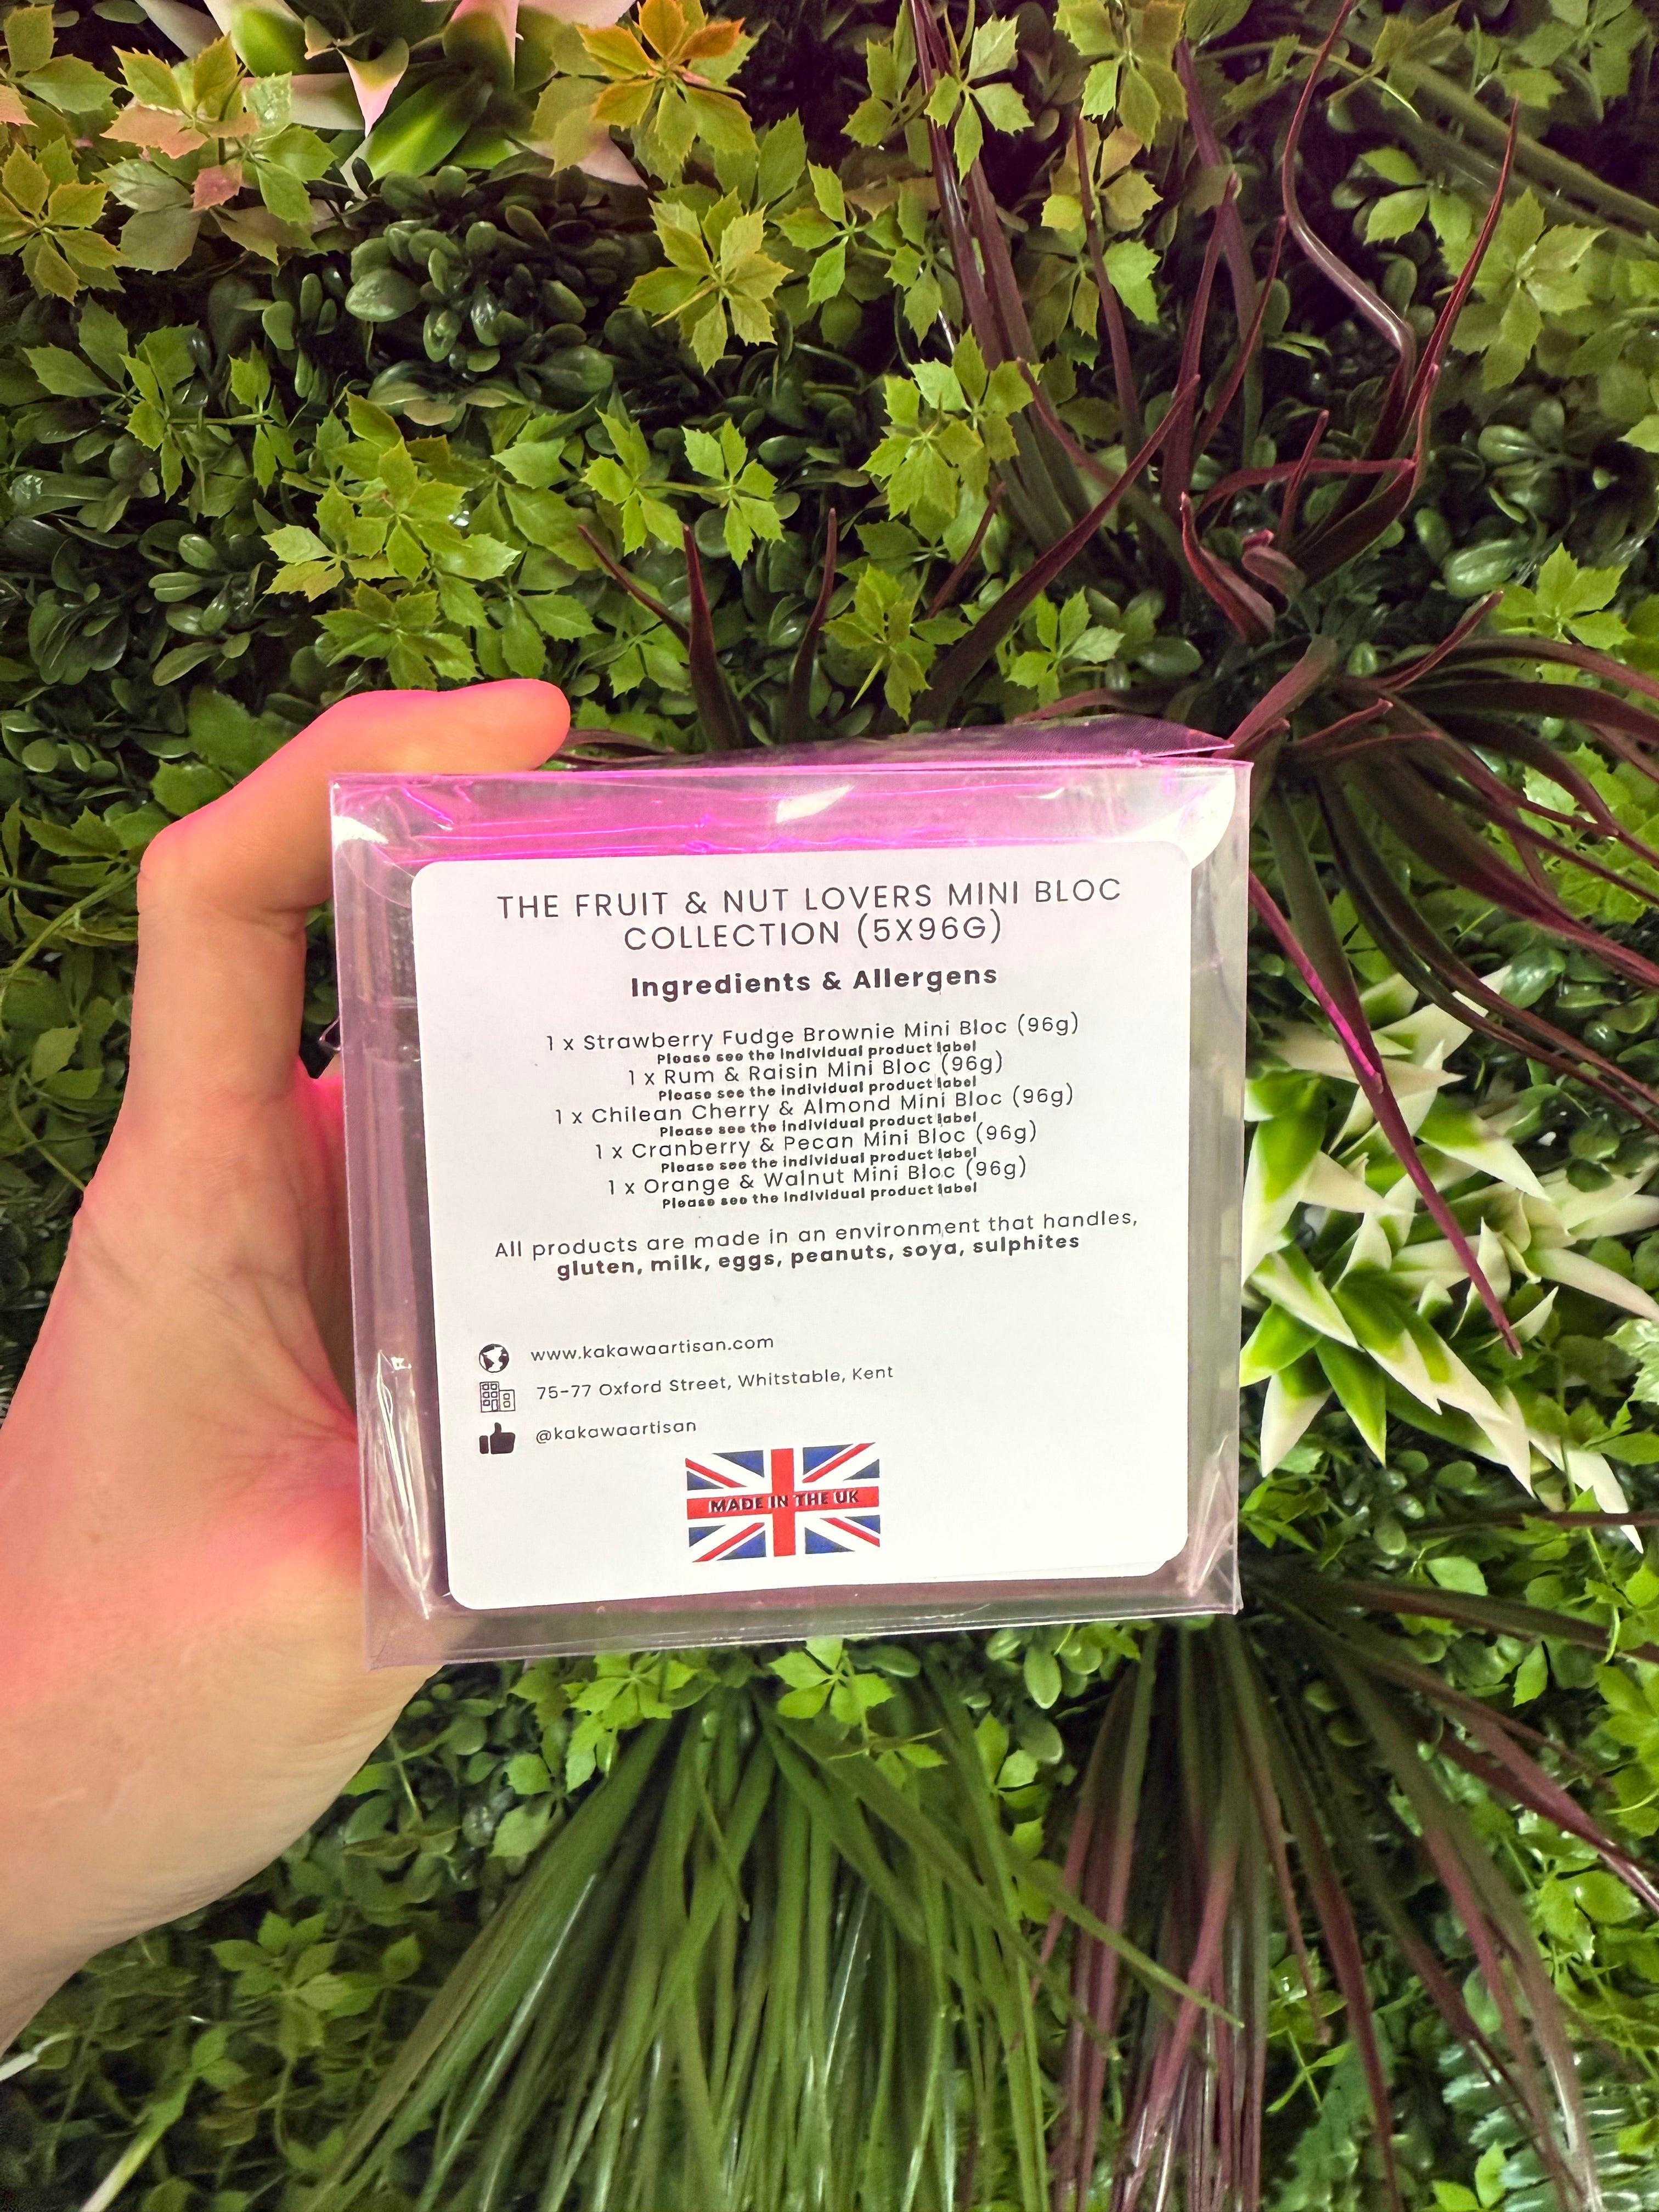 THE FRUIT & NUT LOVERS MINI BLOC
COLLECTION (5X96G)
Ingredients & Allergens
1 x Strawberry Fudge Brownie Mini Bloc (96g)
Please see the individual product label
1 x Rum & Raisin Mini Bloc (96g)
Please see the individual product label
1 x Chilean Cherry & Almond Mini Bloc (96g)
Please see the individual product label
1 x Cranberry & Pecan Mini Bloc (96g)
Please see the individual product label
1 x Orange & Walnut Mini Bloc (96g)
Please see the individual product label
All products are made in an environment that handles,
gluten, milk, eggs, peanuts, soya, sulphites
www.kakawaartisan.com
75-77 Oxford Street, Whitstable, Kent
@kakawaartisan
MADE IN THE UK